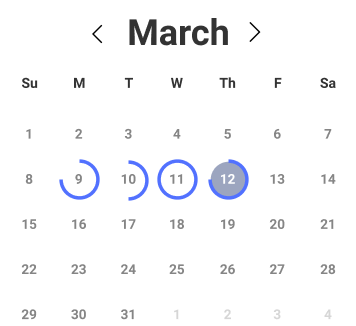 March
Su M T W Th F Sa
1 2 3 4 5 6 7
8 9 10 11 12 13 14
15 16 17 18 19 20 21
22 23 24 25 26 27 28
29 30 31 1 2 3 4